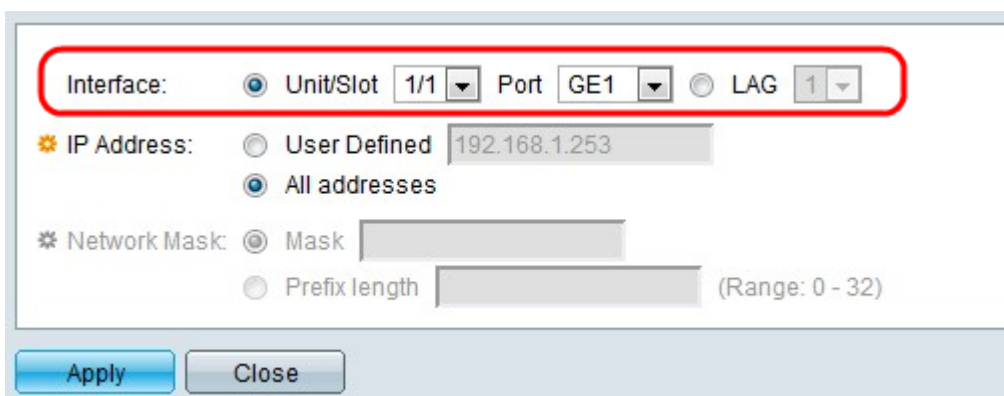 Interface: Unit/Slot 1/1 Port GE1 LAG 1
IP Address: User Defined 192.168.1.253
All addresses
Network Mask: Mask
Prefix length (Range: 0 - 32)
Apply Close